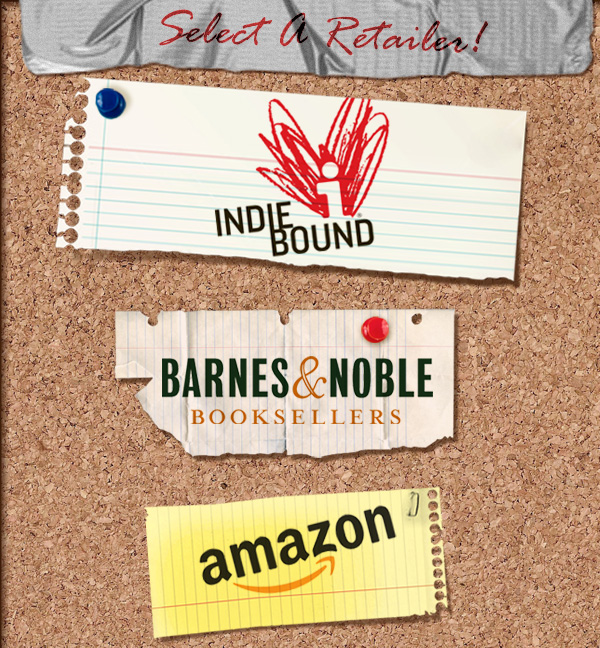 Select A Retailer!
INDIE
BOUND
BARNES&NOBLE
BOOKSELLERS
amazon